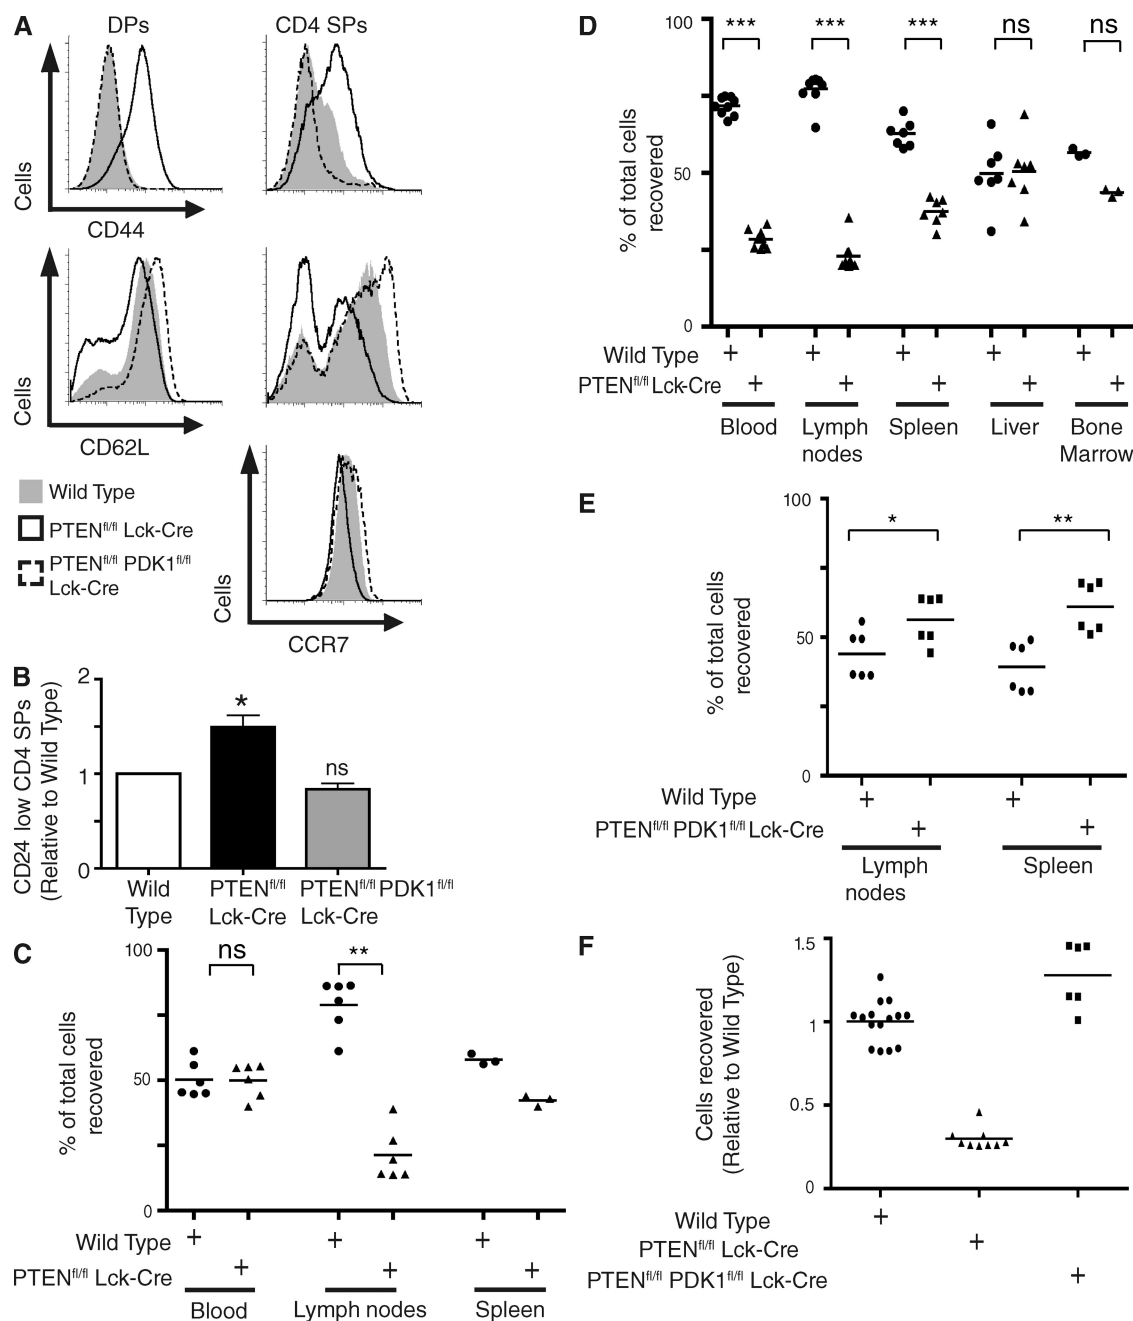 A
DPs
CD4 SPs
Cells
CD44
Cells
CD62L
Wild Type
PTENfl/fl Lck-Cre
PTENfl/fl PDK1fl/fl
Lck-Cre
Cells
CCR7
B
CD24 low CD4 SPs
(Relative to Wild Type)
2
1
0
*
ns
Wild
Type
PTENfl/fl
Lck-Cre
PTENfl/fl PDK1fl/fl
Lck-Cre
C
% of total cells
recovered
100
50
0
ns
**
Wild Type + + +
PTENfl/fl Lck-Cre + + +
Blood Lymph nodes Spleen
D
% of total cells
recovered
100
50
0
*** *** *** ns ns
Wild Type + + + + +
PTENfl/fl Lck-Cre + + + + +
Blood Lymph Spleen Liver Bone
nodes Marrow
E
% of total cells
recovered
100
50
0
* **
Wild Type + +
PTENfl/fl PDK1fl/fl Lck-Cre + +
Lymph Spleen
nodes
F
Cells recovered
(Relative to Wild Type)
1.5
1
0.5
0
Wild Type +
PTENfl/fl Lck-Cre +
PTENfl/fl PDK1fl/fl Lck-Cre +